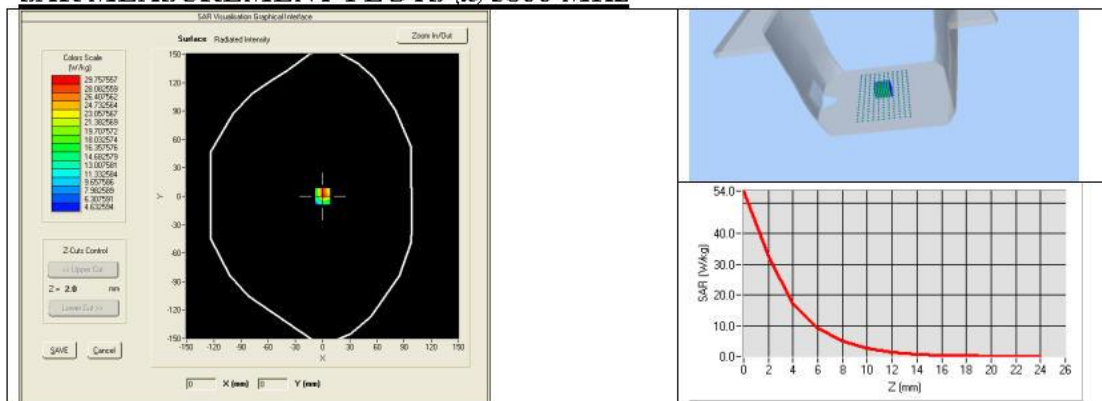 SAR MEASUREMENT PLOTS @ MHz
SAR Visualisation Graphical Interface
Surface Radiated Intensity
Zoom In/Out
Colors Scale
(W/kg)
29.757557
28.082559
26.407562
24.732564
23.057567
21.382569
19.707572
18.032574
16.357576
14.682579
13.007581
11.332584
9.657586
7.982589
6.307591
4.632594
150
120
90
60
30
0
-30
-60
-90
-120
-150
Y
-150 -120 -90 -60 -30 0 30 60 90 120 150
X
Z-Cuts Control
<< Upper Cut
Z = 2.0 mm
Lower Cut >>
SAVE Cancel
0 X (mm) 0 Y (mm)
54.0
40.0
30.0
20.0
10.0
0.0
SAR (W/kg)
0 2 4 6 8 10 12 14 16 18 20 22 24 26
Z (mm)